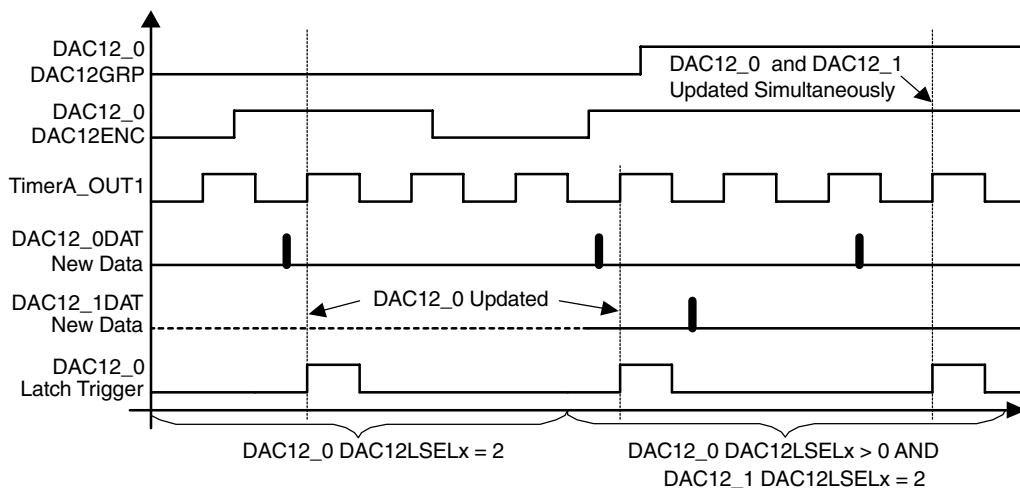 DAC12_0
DAC12GRP
DAC12_0 and DAC12_1
Updated Simultaneously
DAC12_0
DAC12ENC
TimerA_OUT1
DAC12_0DAT
New Data
DAC12_1DAT
New Data
DAC12_0 Updated
DAC12_0
Latch Trigger
DAC12_0 DAC12LSELx = 2
DAC12_0 DAC12LSELx > 0 AND
DAC12_1 DAC12LSELx = 2